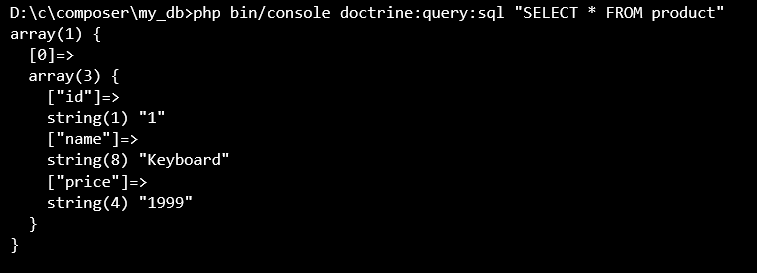 D:\c\composer\my_db>php bin/console doctrine:query:sql "SELECT * FROM product"
array(1) {
  [0]=>
  array(3) {
    ["id"]=>
    string(1) "1"
    ["name"]=>
    string(8) "Keyboard"
    ["price"]=>
    string(4) "1999"
  }
}